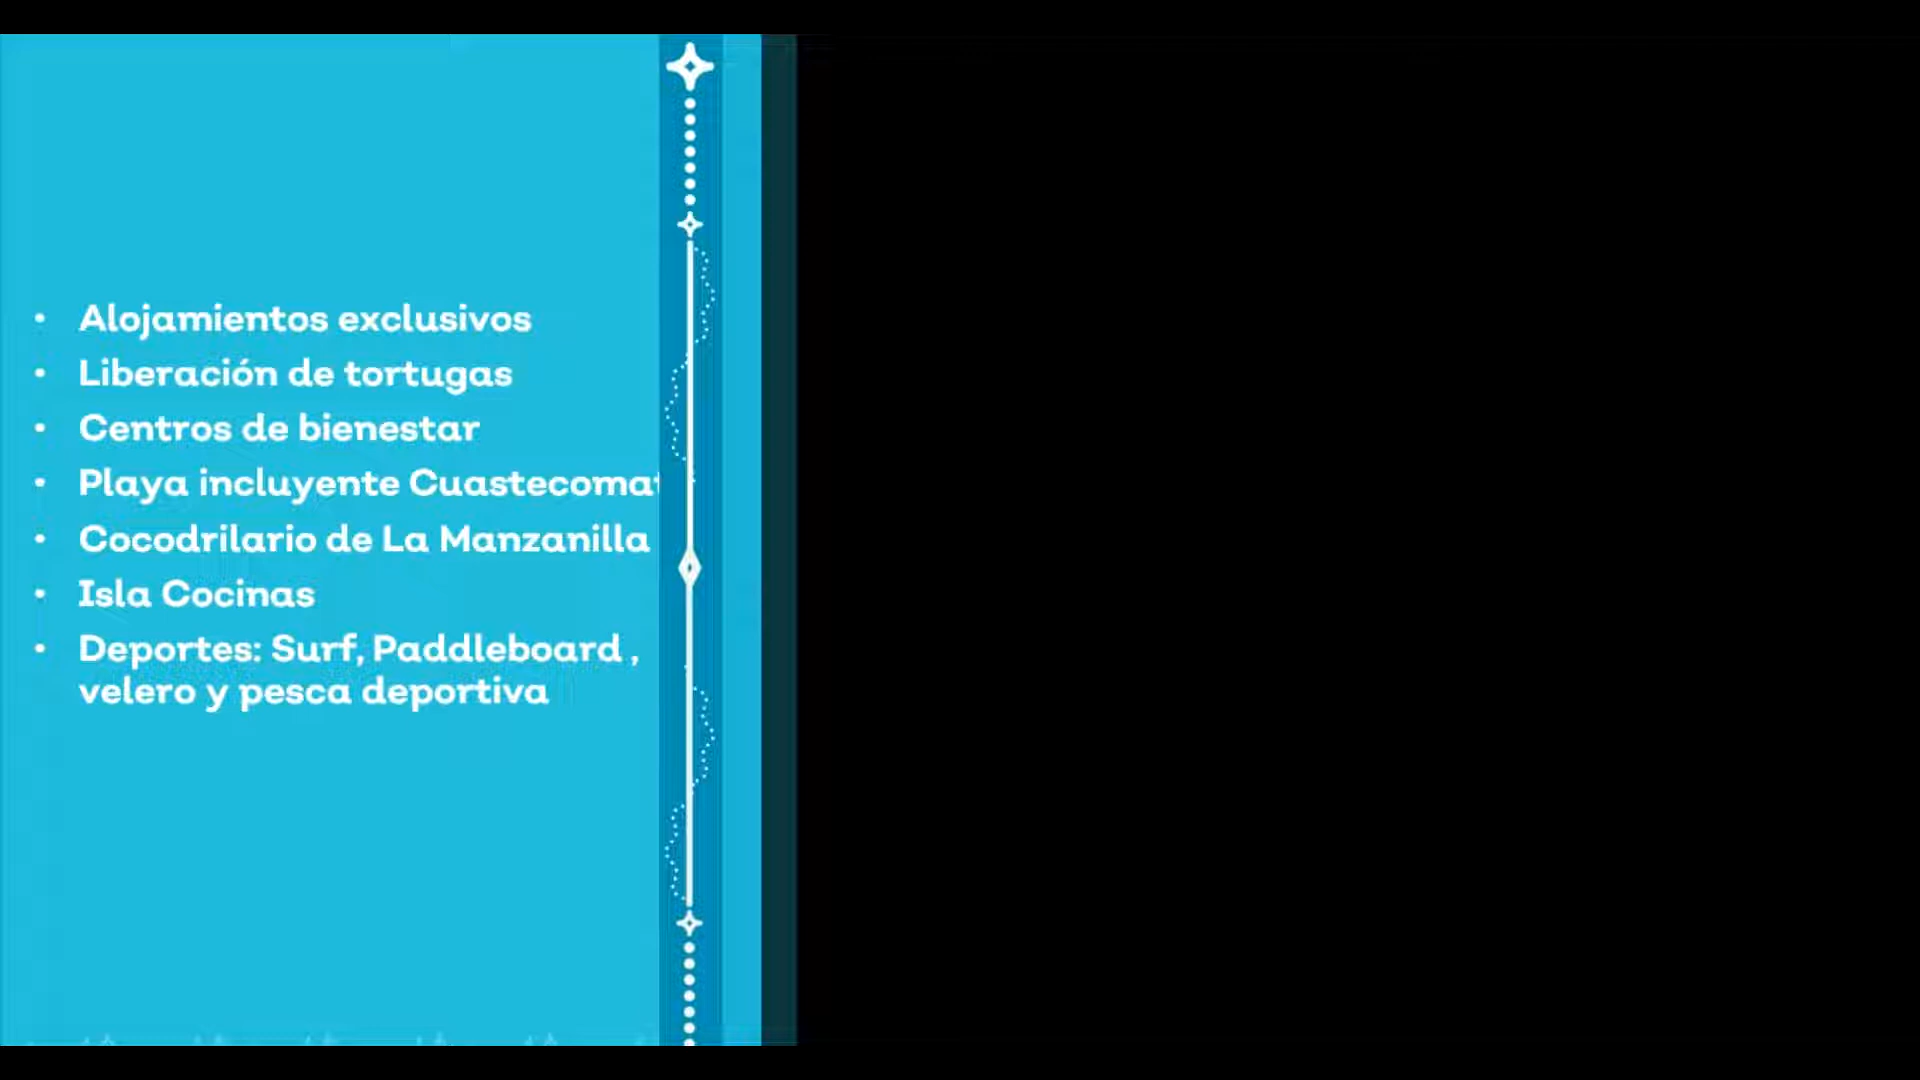 • Alojamientos exclusivos
• Liberación de tortugas
• Centros de bienestar
• Playa incluyente Cuastecomat
• Cocodrilario de La Manzanilla
• Isla Cocinas
• Deportes: Surf, Paddleboard ,
velero y pesca deportiva